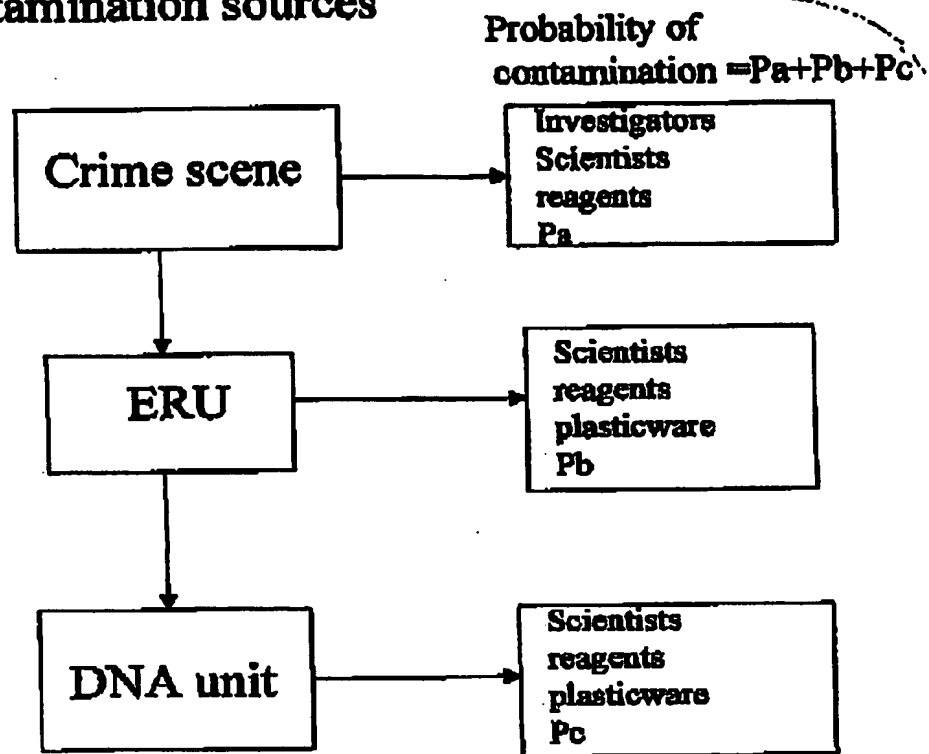 sources
Probability of
contamination =Pa+Pb+Pc
Crime scene
Investigators
Scientists
reagents
Pa
ERU
Scientists
reagents
plasticware
Pb
DNA unit
Scientists
reagents
plasticware
Pc